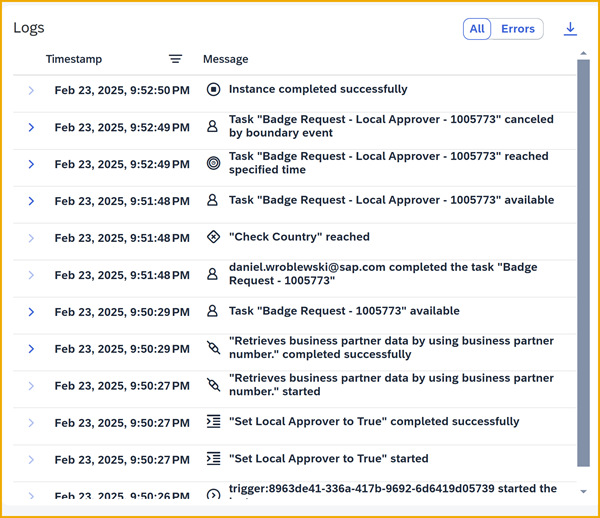 Logs
All Errors
Timestamp Message
Feb 23, 2025, 9:52:50 PM Instance completed successfully
Feb 23, 2025, 9:52:49 PM Task "Badge Request - Local Approver - 1005773" canceled
by boundary event
Feb 23, 2025, 9:52:49 PM Task "Badge Request - Local Approver - 1005773" reached
specified time
Feb 23, 2025, 9:51:48 PM Task "Badge Request - Local Approver - 1005773" available
Feb 23, 2025, 9:51:48 PM "Check Country" reached
Feb 23, 2025, 9:51:48 PM daniel.wroblewski@sap.com completed the task "Badge
Request - 1005773"
Feb 23, 2025, 9:50:29 PM Task "Badge Request - 1005773" available
Feb 23, 2025, 9:50:29 PM "Retrieves business partner data by using business partner
number." completed successfully
Feb 23, 2025, 9:50:27 PM "Retrieves business partner data by using business partner
number." started
Feb 23, 2025, 9:50:27 PM "Set Local Approver to True" completed successfully
Feb 23, 2025, 9:50:27 PM "Set Local Approver to True" started
Feb 23, 2025, 9:50:26 PM trigger:8963de41-336a-417b-9692-6d6419d05739 started the